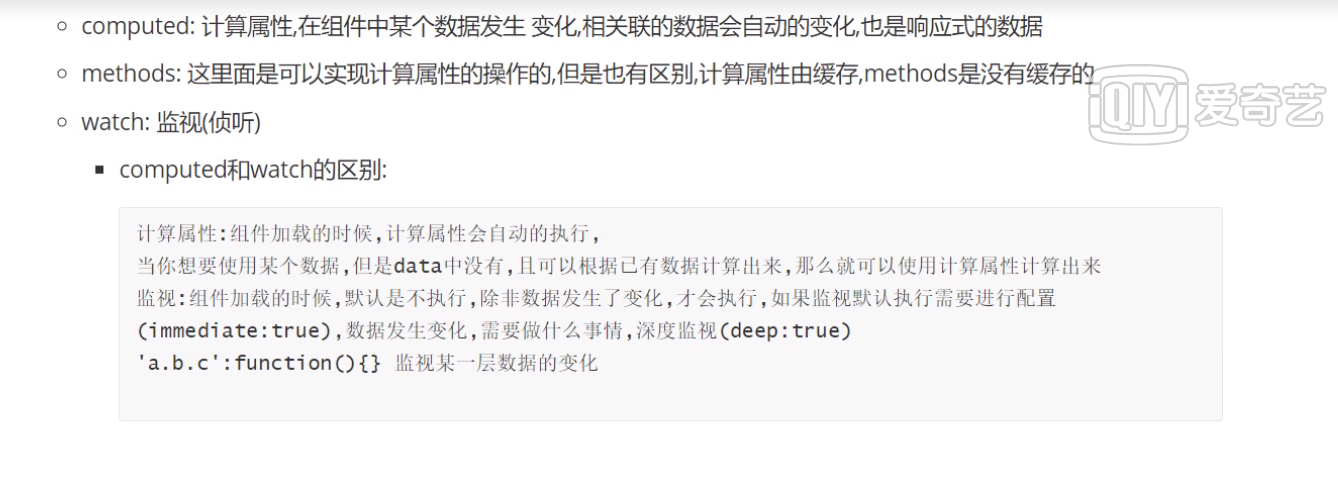 computed: 计算属性,在组件中某个数据发生 变化,相关联的数据会自动的变化,也是响应式的数据
methods: 这里面是可以实现计算属性的操作的,但是也有区别,计算属性由缓存,methods是没有缓存的
iQIYI 爱奇艺
watch: 监视(侦听)
computed和watch的区别:
计算属性:组件加载的时候,计算属性会自动的执行,
当你想要使用某个数据,但是data中没有,且可以根据已有数据计算出来,那么就可以使用计算属性计算出来
监视:组件加载的时候,默认是不执行,除非数据发生了变化,才会执行,如果监视默认执行需要进行配置
(immediate:true),数据发生变化,需要做什么事情,深度监视(deep:true)
'a.b.c':function(){} 监视某一层数据的变化